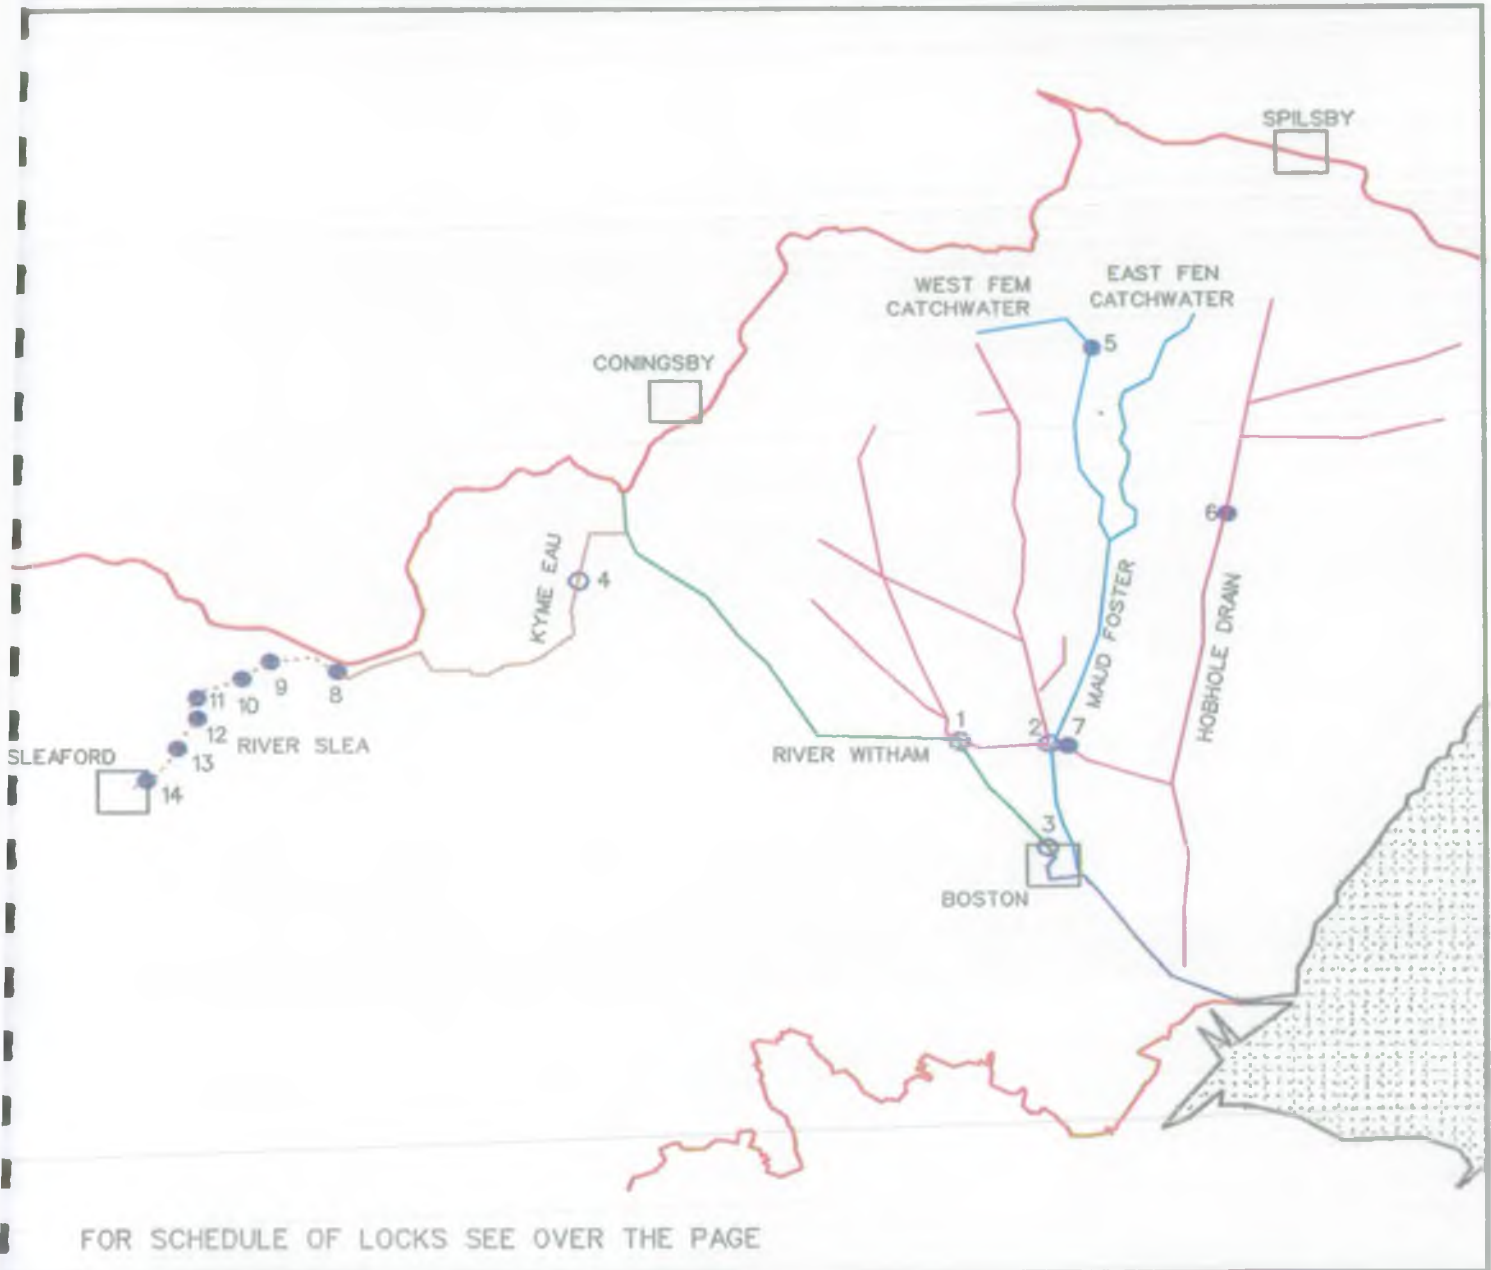 SPILSBY
WEST FEM
CATCHWATER
EAST FEN
CATCHWATER
5
CONINGSBY
6
KYME EAU
4
MAUD FOSTER
HOBHOLE DRAIN
9
8
11
10
12
RIVER SLEA
13
SLEAFORD
14
1
2
7
RIVER WITHAM
3
BOSTON
FOR SCHEDULE OF LOCKS SEE OVER THE PAGE